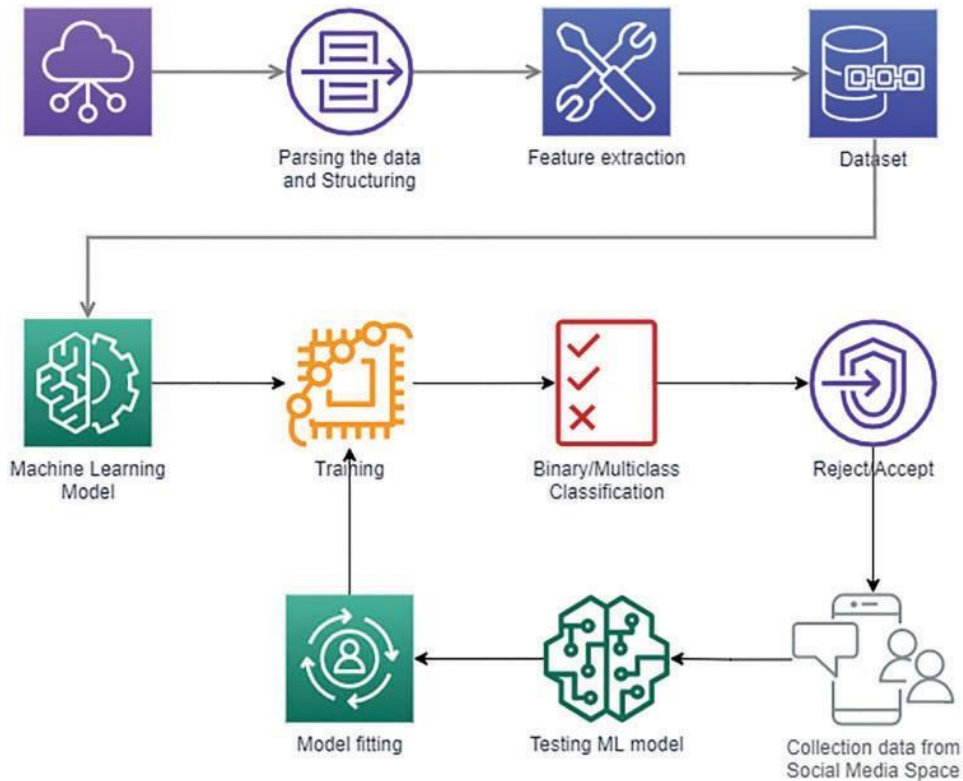 Parsing the data
and Structuring
Feature extraction
Dataset
Machine Learning
Model
Training
Binary/Multiclass
Classification
Reject/Accept
Model fitting
Testing ML model
Collection data from
Social Media Space